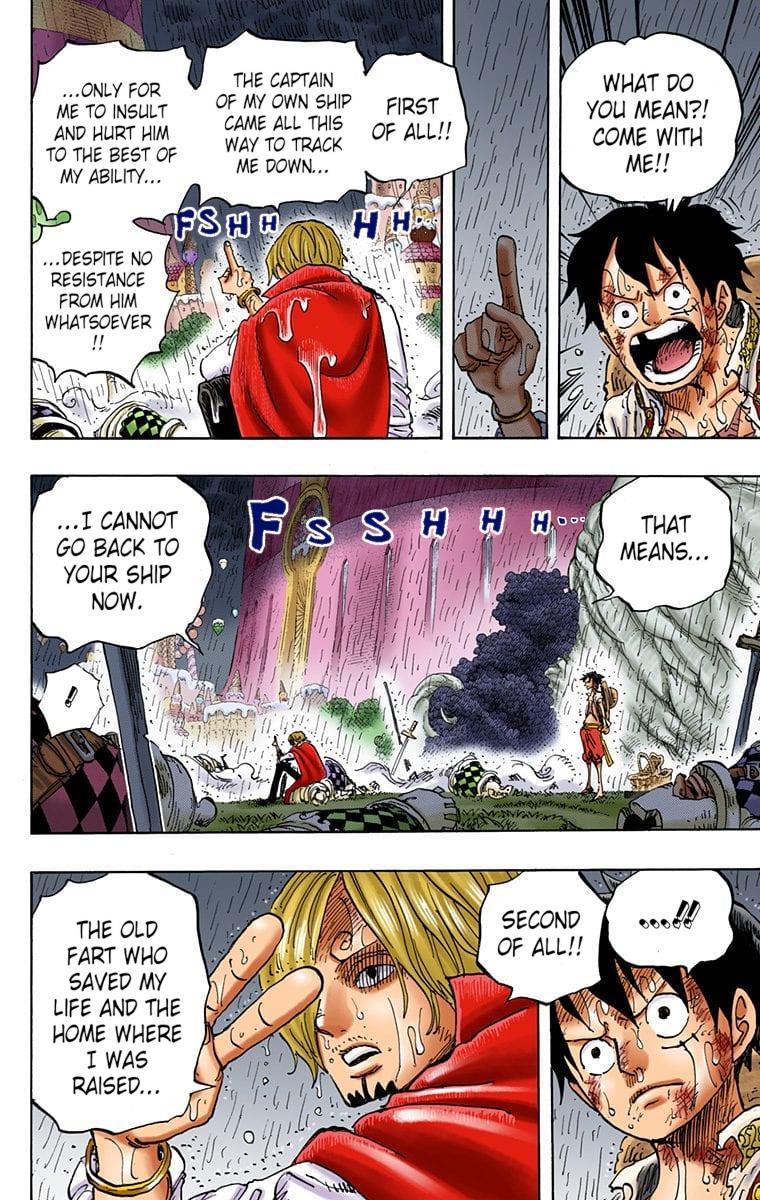 WHAT DO
YOU MEAN?!
COME WITH
ME!!
FIRST
OF ALL!!
THE CAPTAIN
OF MY OWN SHIP
CAME ALL THIS
WAY TO TRACK
ME DOWN...
...ONLY FOR
ME TO INSULT
AND HURT HIM
TO THE BEST OF
MY ABILITY...
...DESPITE NO
RESISTANCE
FROM HIM
WHATSOEVER
!!
FSHH HH...
THAT
MEANS...
FSSHHH...
...I CANNOT
GO BACK TO
YOUR SHIP
NOW.
!!
....!!
SECOND
OF ALL!!
THE OLD
FART WHO
SAVED MY
LIFE AND THE
HOME WHERE
I WAS
RAISED...